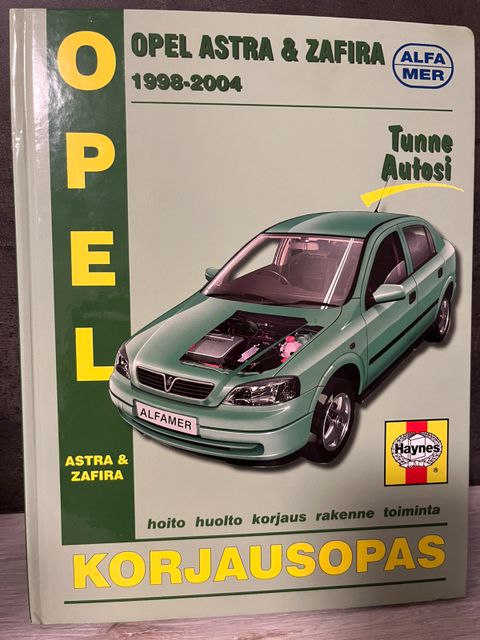 OPEL
OPEL ASTRA & ZAFIRA
1998-2004
ALFA
MER
Tunne
Autosi
ALFAMER
ASTRA &
ZAFIRA
Haynes
®
hoito huolto korjaus rakenne toiminta
KORJAUSOPAS